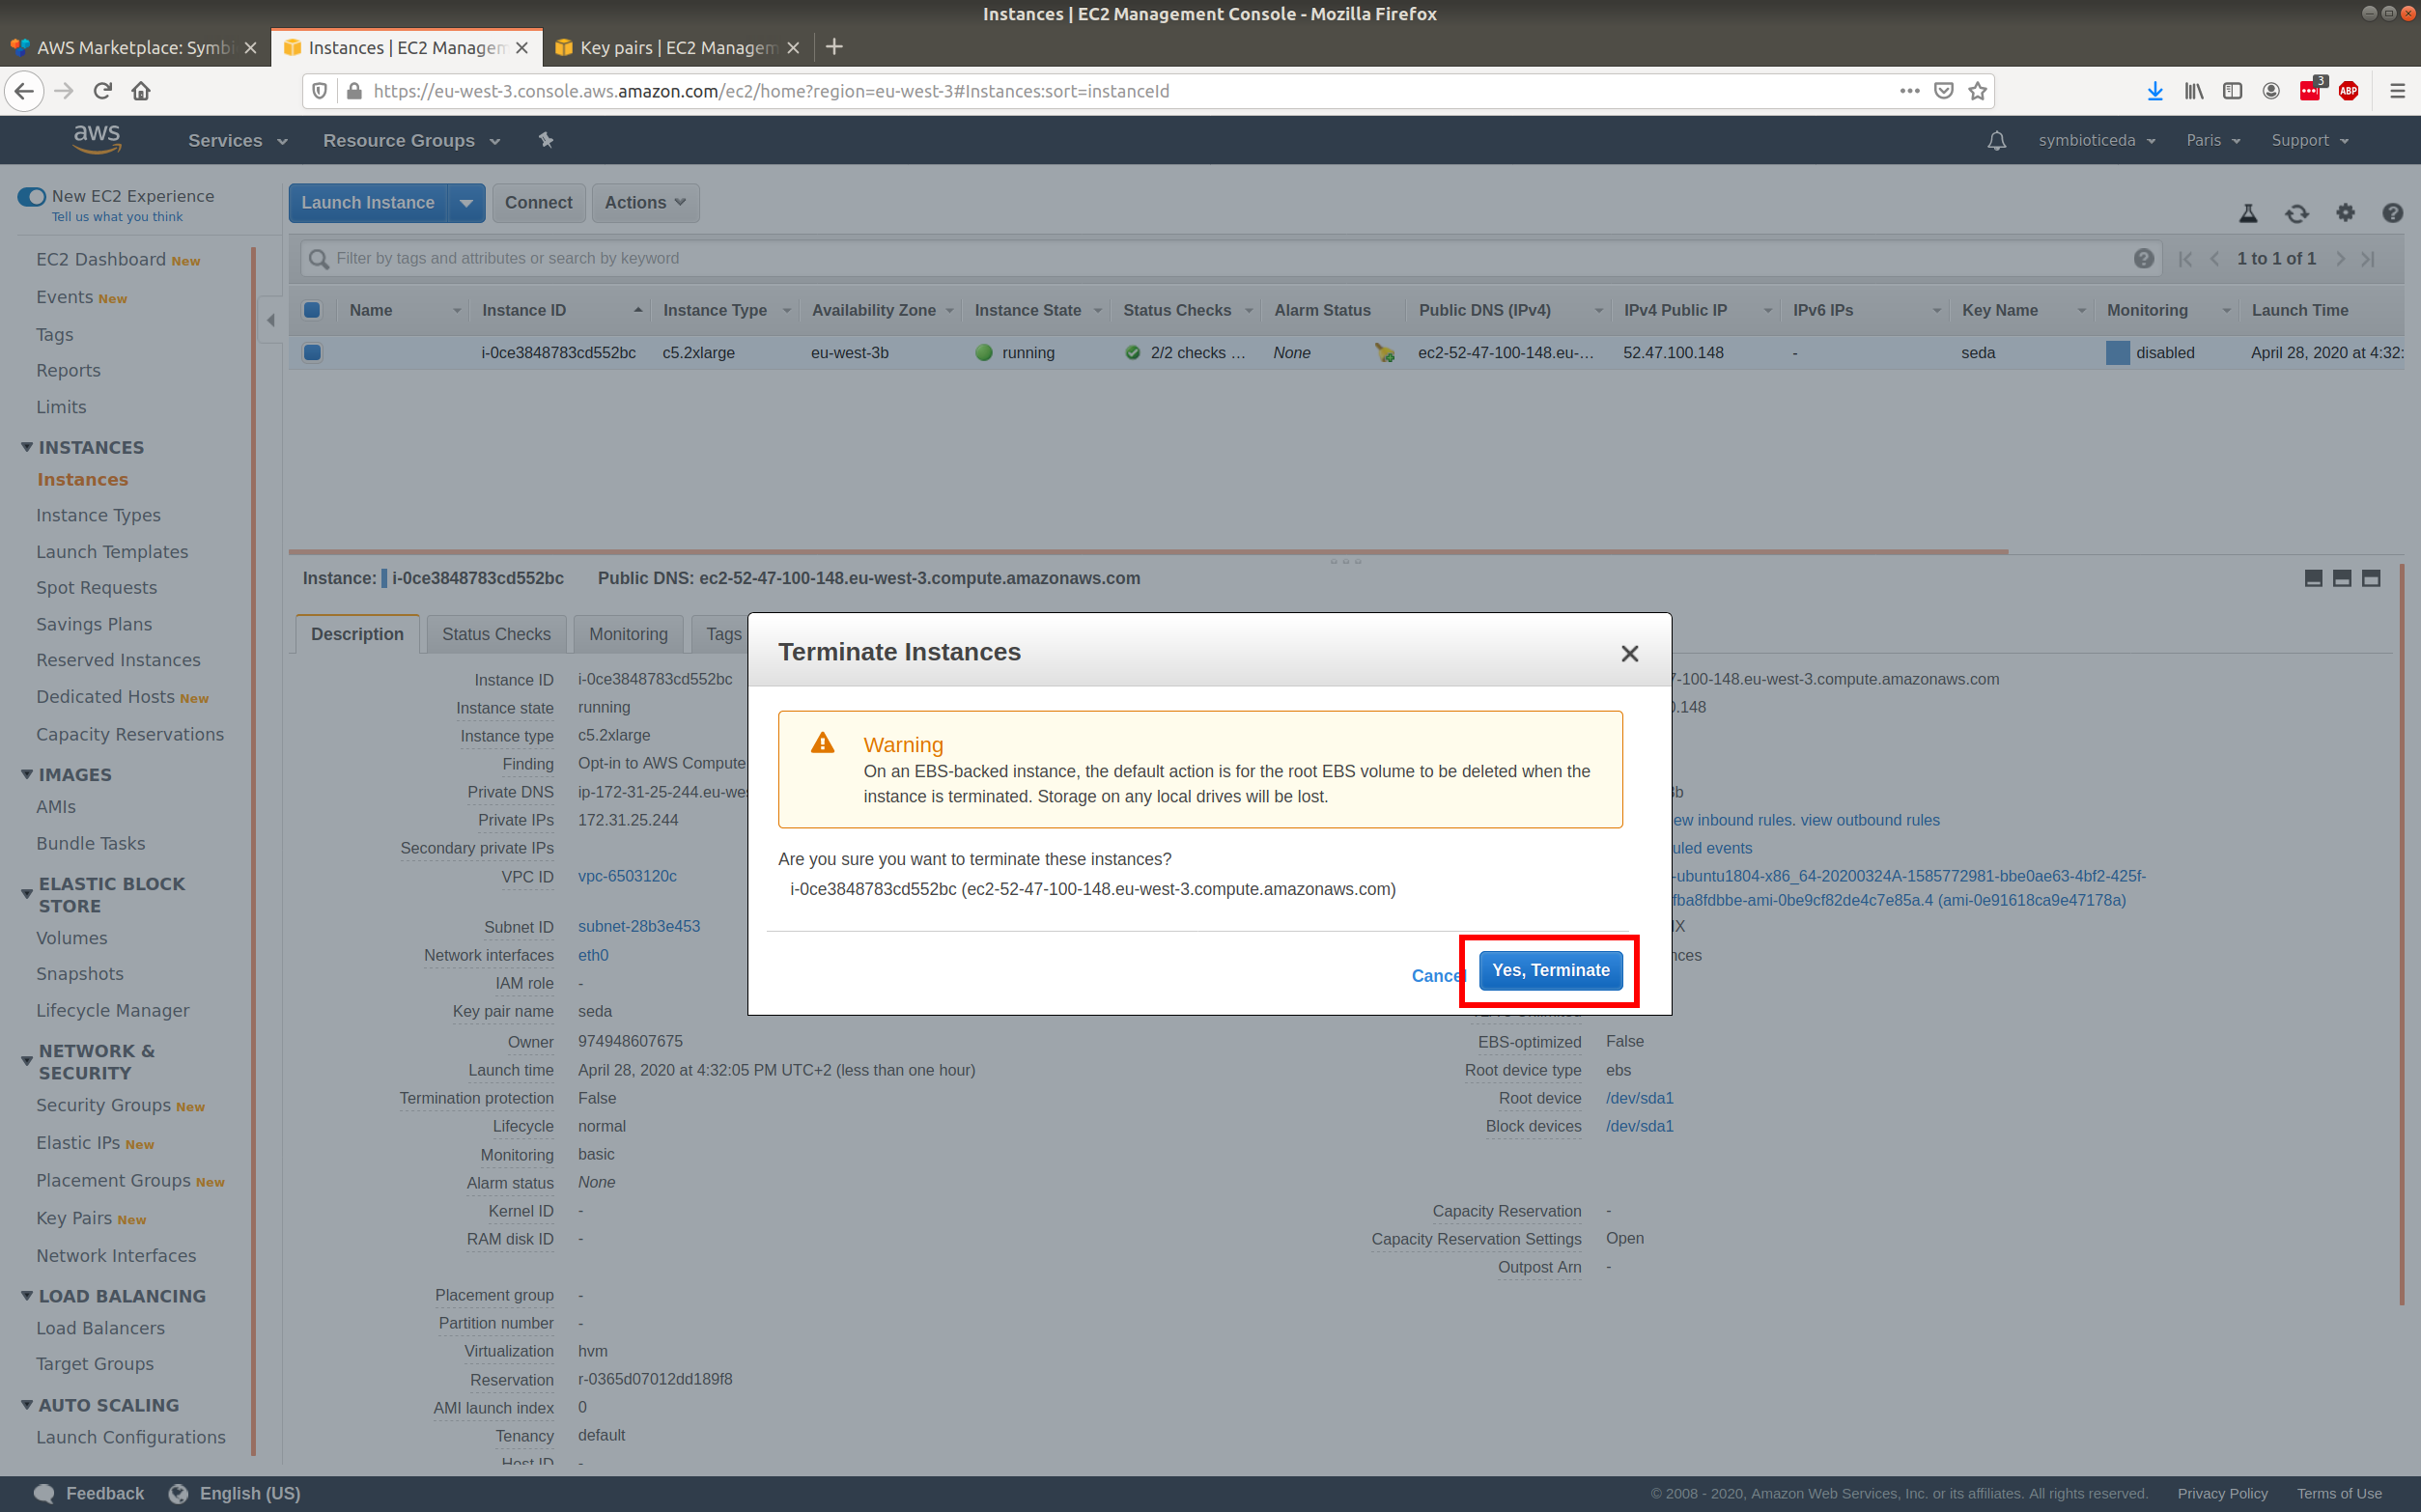 Instances | EC2 Management Console - Mozilla Firefox
AWS Marketplace: Symbi
Instances | EC2 Managem
Key pairs | EC2 Managem
https://eu-west-3.console.aws.amazon.com/ec2/home?region=eu-west-3#Instances:sort=instanceId
3
ABP
aws
Services
Resource Groups
symbioticeda
Paris
Support
New EC2 Experience
Tell us what you think
EC2 Dashboard New
Events New
Tags
Reports
Limits
INSTANCES
Instances
Instance Types
Launch Templates
Spot Requests
Savings Plans
Reserved Instances
Dedicated Hosts New
Capacity Reservations
IMAGES
AMIs
Bundle Tasks
ELASTIC BLOCK
STORE
Volumes
Snapshots
Lifecycle Manager
NETWORK &
SECURITY
Security Groups New
Elastic IPs New
Placement Groups New
Key Pairs New
Network Interfaces
LOAD BALANCING
Load Balancers
Target Groups
AUTO SCALING
Launch Configurations
Launch Instance
Connect
Actions
Filter by tags and attributes or search by keyword
1 to 1 of 1
Name Instance ID Instance Type Availability Zone Instance State Status Checks Alarm Status Public DNS (IPv4) IPv4 Public IP IPv6 IPs Key Name Monitoring Launch Time
i-0ce3848783cd552bc c5.2xlarge eu-west-3b running 2/2 checks … None ec2-52-47-100-148.eu-… 52.47.100.148 - seda disabled April 28, 2020 at 4:32:
Instance: i-0ce3848783cd552bc Public DNS: ec2-52-47-100-148.eu-west-3.compute.amazonaws.com
Description
Status Checks
Monitoring
Tags
Instance ID i-0ce3848783cd552bc
Instance state running
Instance type c5.2xlarge
Finding Opt-in to AWS Compute
Private DNS ip-172-31-25-244.eu-wes
Private IPs 172.31.25.244
Secondary private IPs
VPC ID vpc-6503120c
Subnet ID subnet-28b3e453
Network interfaces eth0
IAM role -
Key pair name seda
Owner 974948607675
Launch time April 28, 2020 at 4:32:05 PM UTC+2 (less than one hour)
Termination protection False
Lifecycle normal
Monitoring basic
Alarm status None
Kernel ID -
RAM disk ID -
Placement group -
Partition number -
Virtualization hvm
Reservation r-0365d07012dd189f8
AMI launch index 0
Tenancy default
Host ID -
7-100-148.eu-west-3.compute.amazonaws.com
0.148
3b
ew inbound rules. view outbound rules
uled events
-ubuntu1804-x86_64-20200324A-1585772981-bbe0ae63-4bf2-425f-
fba8fdbbe-ami-0be9cf82de4c7e85a.4 (ami-0e91618ca9e47178a)
IX
nces
EBS-optimized False
Root device type ebs
Root device /dev/sda1
Block devices /dev/sda1
Capacity Reservation -
Capacity Reservation Settings Open
Outpost Arn -
Terminate Instances
Warning
On an EBS-backed instance, the default action is for the root EBS volume to be deleted when the
instance is terminated. Storage on any local drives will be lost.
Are you sure you want to terminate these instances?
i-0ce3848783cd552bc (ec2-52-47-100-148.eu-west-3.compute.amazonaws.com)
Cancel
Yes, Terminate
Feedback
English (US)
© 2008 - 2020, Amazon Web Services, Inc. or its affiliates. All rights reserved.
Privacy Policy
Terms of Use